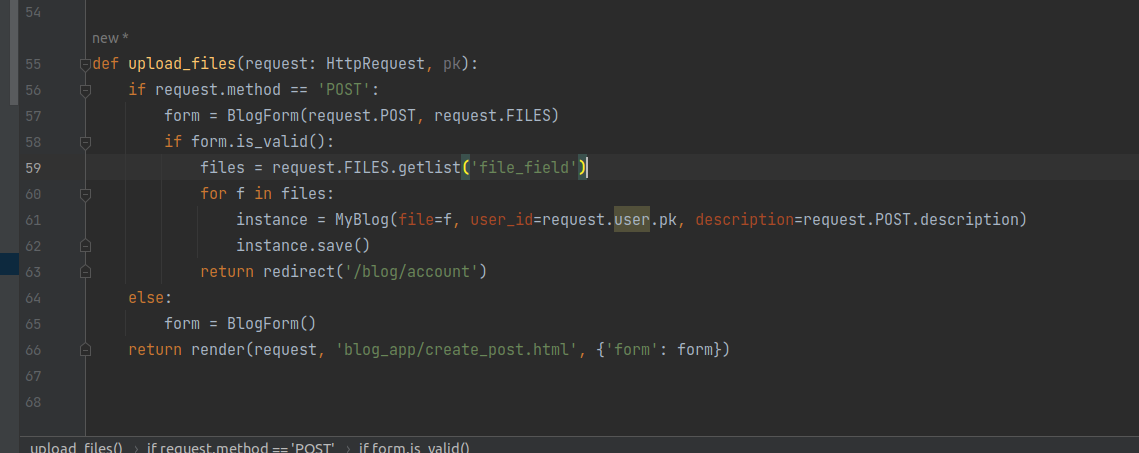 54
new *
55 def upload_files(request: HttpRequest, pk):
56 if request.method == 'POST':
57 form = BlogForm(request.POST, request.FILES)
58 if form.is_valid():
59 files = request.FILES.getlist('file_field')
60 for f in files:
61 instance = MyBlog(file=f, user_id=request.user.pk, description=request.POST.description)
62 instance.save()
63 return redirect('/blog/account')
64 else:
65 form = BlogForm()
66 return render(request, 'blog_app/create_post.html', {'form': form})
67
68
upload_files() › if request.method == 'POST' › if form.is_valid()